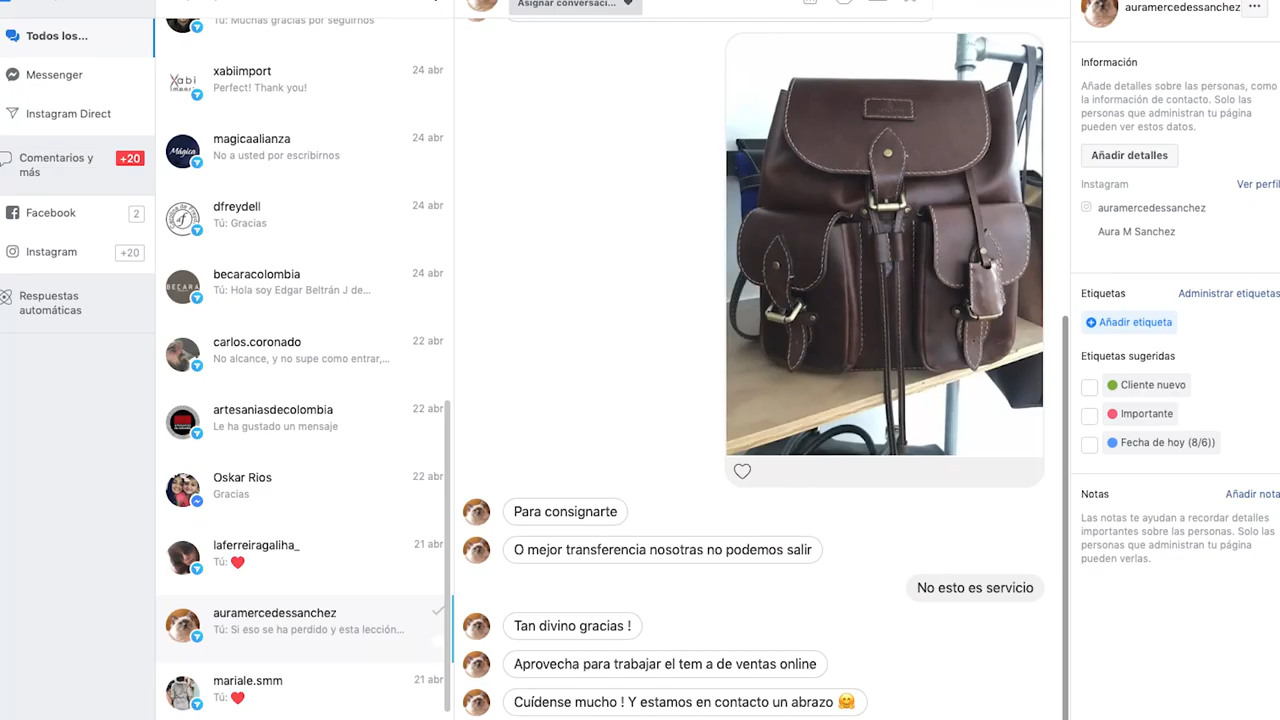 Todos los...
Messenger
Instagram Direct
Comentarios y
más
+20
Facebook
2
Instagram
+20
Respuestas
automáticas
Tú: Muchas gracias por seguirnos
xabiimport
24 abr
Perfect! Thank you!
magicaalianza
24 abr
No a usted por escribirnos
dfreydell
24 abr
Tú: Gracias
becaracolombia
24 abr
Tú: Hola soy Edgar Beltrán J de...
carlos.coronado
22 abr
No alcance, y no supe como entrar,...
artesaniasdecolombia
22 abr
Le ha gustado un mensaje
Oskar Rios
22 abr
Gracias
laferreiragaliha_
21 abr
Tú: ❤️
auramercedessanchez
Tú: Si eso se ha perdido y esta lección...
mariale.smm
21 abr
Tú: ❤️
Xabi
Mágica
BECARA
Asignar conversaci...
Para consignarte
O mejor transferencia nosotras no podemos salir
No esto es servicio
Tan divino gracias !
Aprovecha para trabajar el tem a de ventas online
Cuídense mucho ! Y estamos en contacto un abrazo 🤗
auramercedessanchez
Información
Añade detalles sobre las personas, como
la información de contacto. Solo las
personas que administran tu página
pueden ver estos datos.
Añadir detalles
Instagram
Ver perfil
auramercedessanchez
Aura M Sanchez
Etiquetas
Administrar etiquetas
Añadir etiqueta
Etiquetas sugeridas
Cliente nuevo
Importante
Fecha de hoy (8/6))
Notas
Añadir nota
Las notas te ayudan a recordar detalles
importantes sobre las personas. Solo las
personas que administran tu página
pueden verlas.